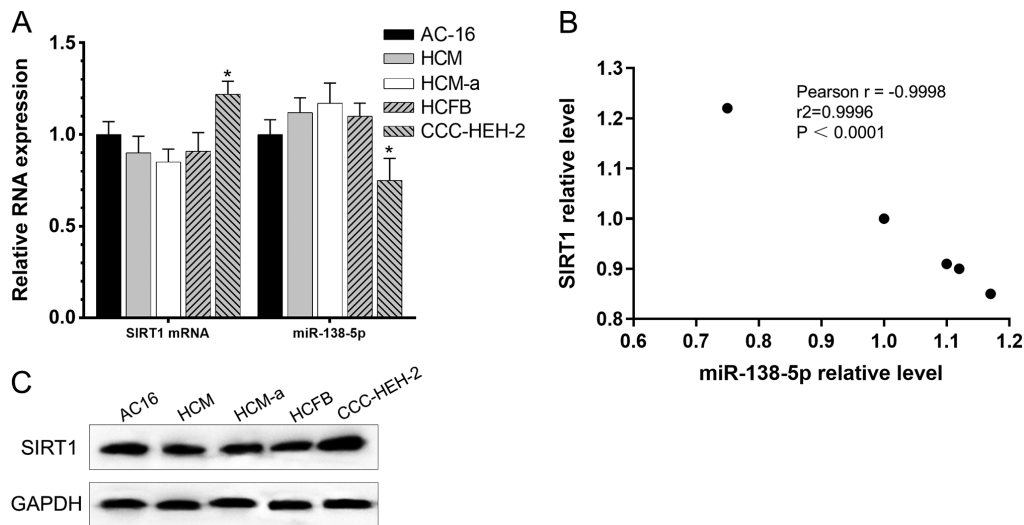 A
Relative RNA expression
1.5
1.0
0.5
0.0
*
*
SIRT1 mRNA
miR-138-5p
AC-16
HCM
HCM-a
HCFB
CCC-HEH-2
B
SIRT1 relative level
1.3
1.2
1.1
1.0
0.9
0.8
Pearson r = -0.9998
r2=0.9996
P < 0.0001
0.6 0.7 0.8 0.9 1.0 1.1 1.2
miR-138-5p relative level
C
AC16 HCM HCM-a HCFB CCC-HEH-2
SIRT1
GAPDH